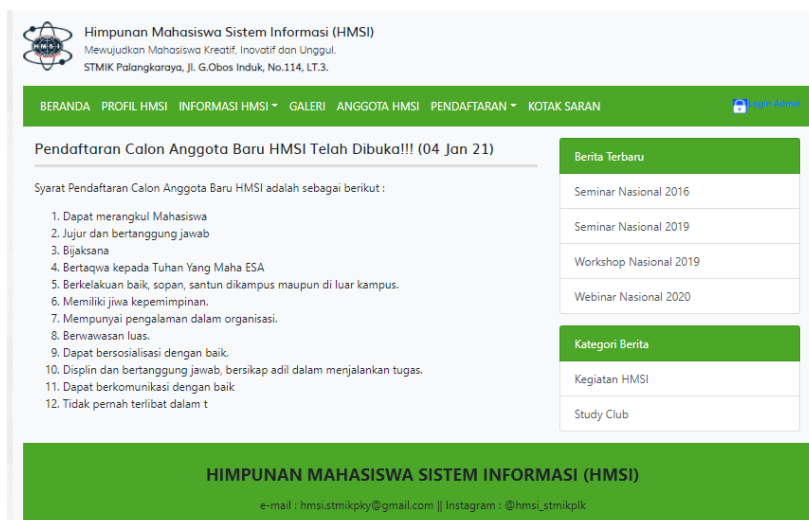 HMSI
Himpunan Mahasiswa Sistem Informasi (HMSI)
Mewujudkan Mahasiswa Kreatif, Inovatif dan Unggul.
STMIK Palangkaraya, Jl. G.Obos Induk, No.114, LT.3.
BERANDA PROFIL HMSI INFORMASI HMSI GALERI ANGGOTA HMSI PENDAFTARAN KOTAK SARAN Login Admin
Pendaftaran Calon Anggota Baru HMSI Telah Dibuka!!! (04 Jan 21)
Syarat Pendaftaran Calon Anggota Baru HMSI adalah sebagai berikut :
1. Dapat merangkul Mahasiswa
2. Jujur dan bertanggung jawab
3. Bijaksana
4. Bertaqwa kepada Tuhan Yang Maha ESA
5. Berkelakuan baik, sopan, santun dikampus maupun di luar kampus.
6. Memiliki jiwa kepemimpinan.
7. Mempunyai pengalaman dalam organisasi.
8. Berwawasan luas.
9. Dapat bersosialisasi dengan baik.
10. Displin dan bertanggung jawab, bersikap adil dalam menjalankan tugas.
11. Dapat berkomunikasi dengan baik
12. Tidak pernah terlibat dalam t
Berita Terbaru
Seminar Nasional 2016
Seminar Nasional 2019
Workshop Nasional 2019
Webinar Nasional 2020
Kategori Berita
Kegiatan HMSI
Study Club
HIMPUNAN MAHASISWA SISTEM INFORMASI (HMSI)
e-mail : hmsi.stmikpky@gmail.com || Instagram : @hmsi_stmikplk